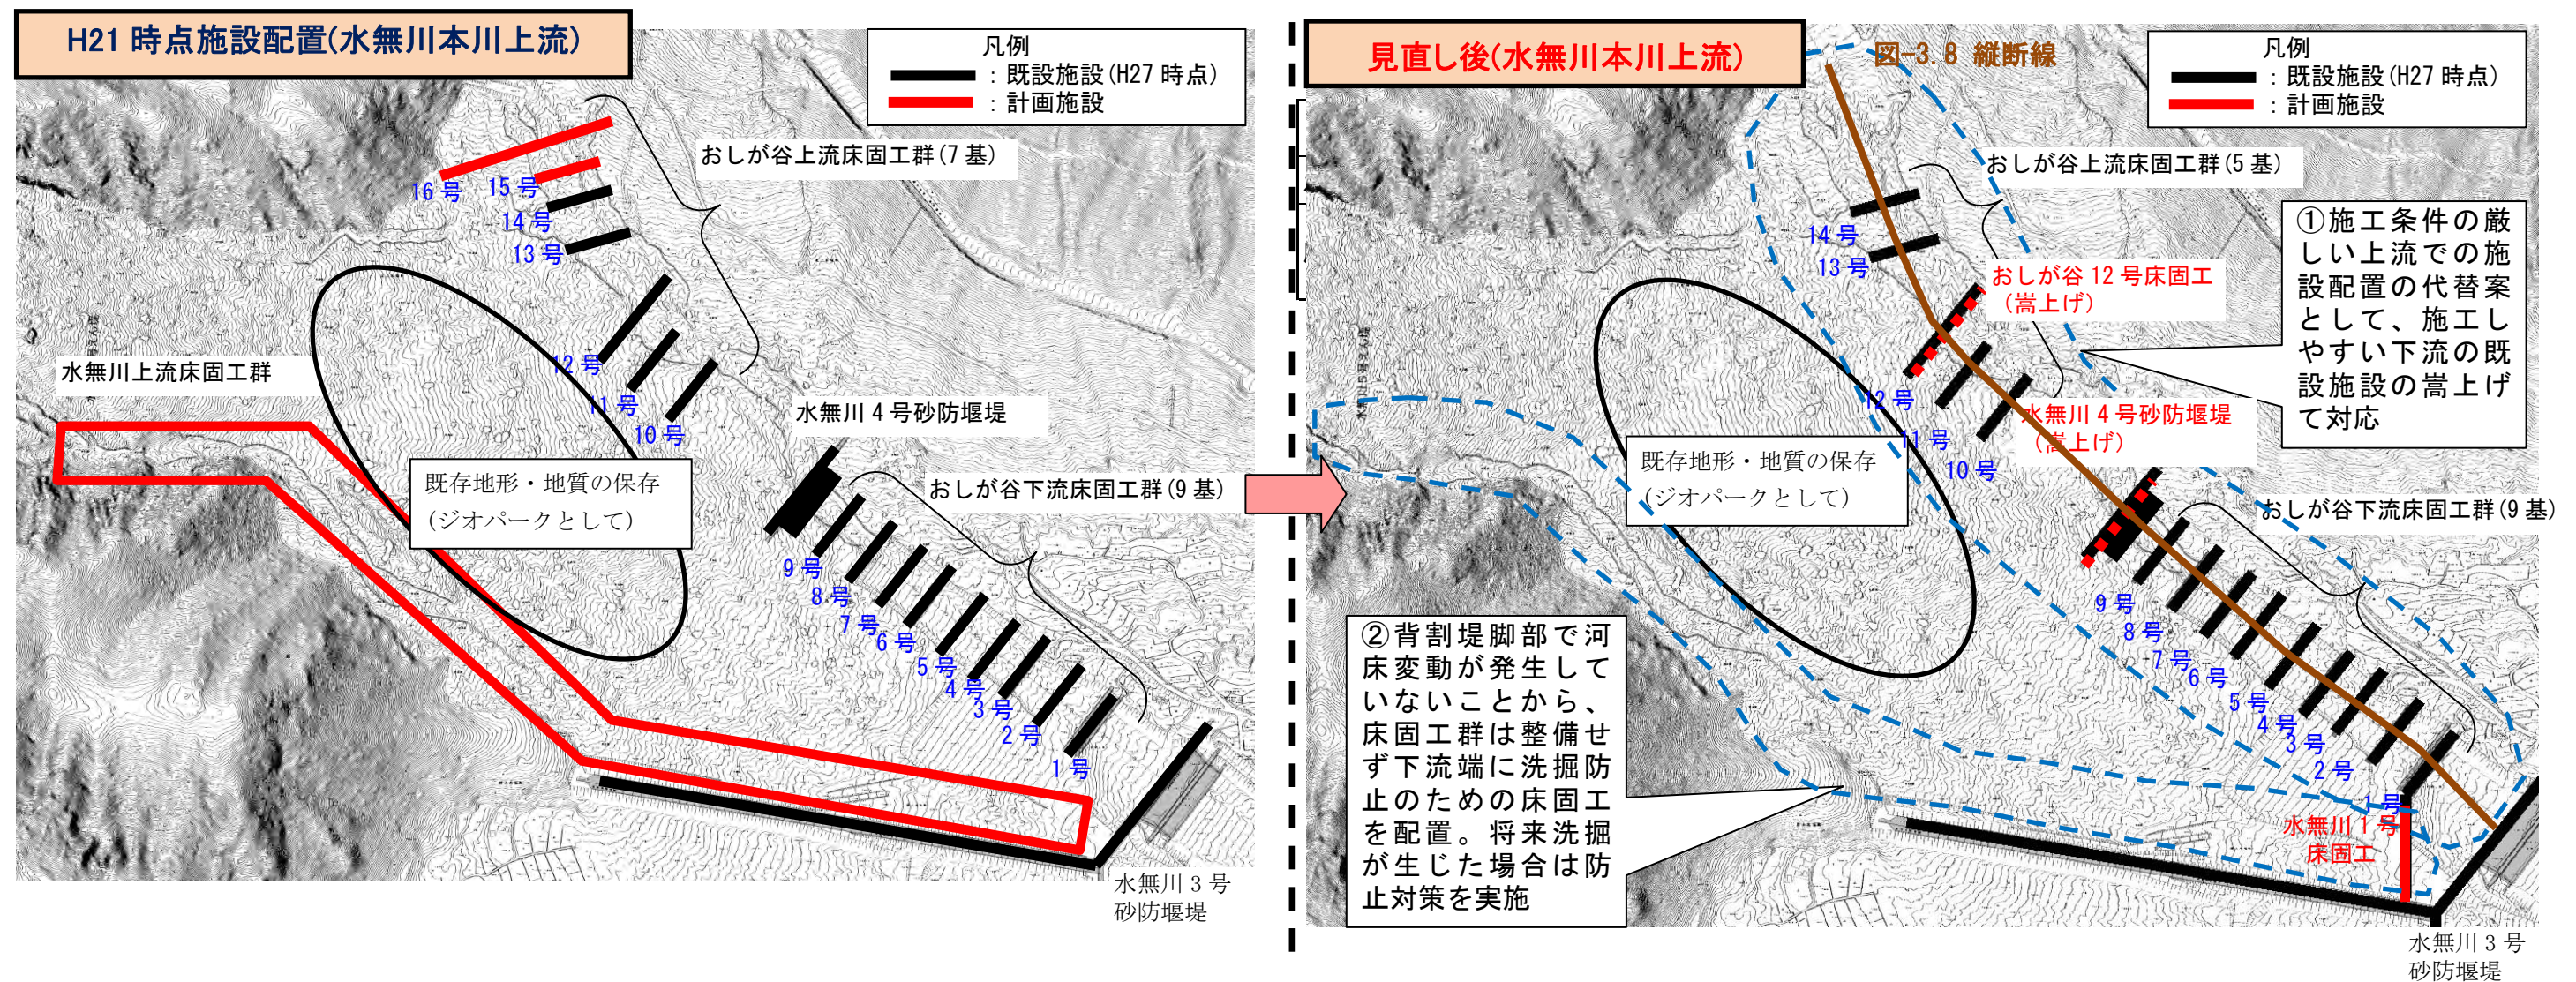 H21 時点施設配置(水無川本川上流)
凡例
：既設施設(H27 時点)
：計画施設
おしが谷上流床固工群(7 基)
16 号
15 号
14 号
13 号
12 号
11 号
10 号
水無川上流床固工群
水無川 4 号砂防堰堤
既存地形・地質の保存
(ジオパークとして)
おしが谷下流床固工群(9 基)
9 号
8 号
7 号
6 号
5 号
4 号
3 号
2 号
1 号
水無川 3 号
砂防堰堤
見直し後(水無川本川上流)
図-3.8 縦断線
凡例
：既設施設(H27 時点)
：計画施設
おしが谷上流床固工群(5 基)
14 号
13 号
おしが谷 12 号床固工
（嵩上げ）
12 号
11 号
10 号
水無川 4 号砂防堰堤
（嵩上げ）
①施工条件の厳
しい上流での施
設配置の代替案
として、施工し
やすい下流の既
設施設の嵩上げ
て対応
既存地形・地質の保存
(ジオパークとして)
おしが谷下流床固工群(9 基)
9 号
8 号
7 号
6 号
5 号
4 号
3 号
2 号
1 号
②背割堤脚部で河
床変動が発生して
いないことから、
床固工群は整備せ
ず下流端に洗掘防
止のための床固工
を配置。将来洗掘
が生じた場合は防
止対策を実施
水無川 1 号
床固工
水無川 3 号
砂防堰堤